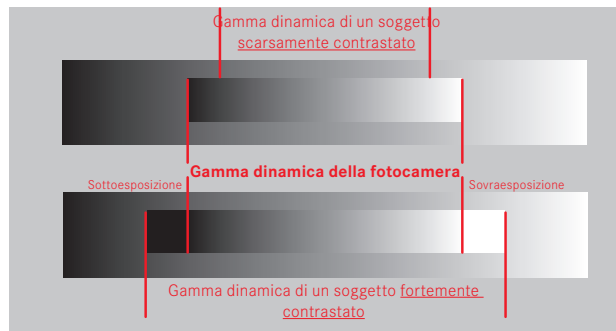 Gamma dinamica di un soggetto
scarsamente contrastato
Gamma dinamica della fotocamera
Sottoesposizione
Sovraesposizione
Gamma dinamica di un soggetto fortemente
contrastato